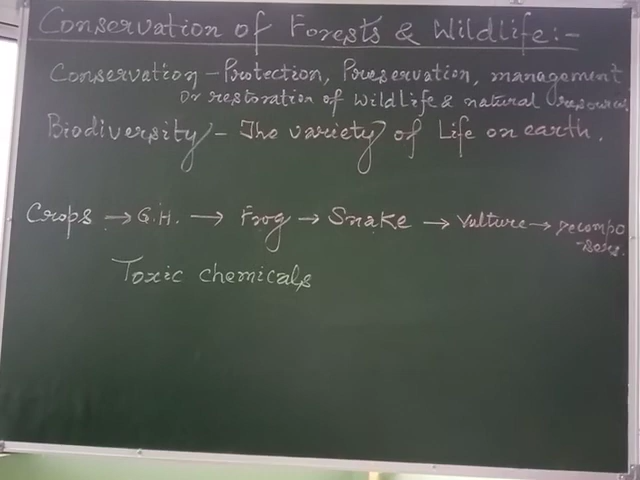 Conservation of Forests & Wildlife:-
Conservation - Protection, Preservation, management
Or restoration of wildlife & natural resources.
Biodiversity - The variety of Life on earth.
Crops → G.H. → Frog → Snake → Vulture → Decompo
-sers.
Toxic chemicals